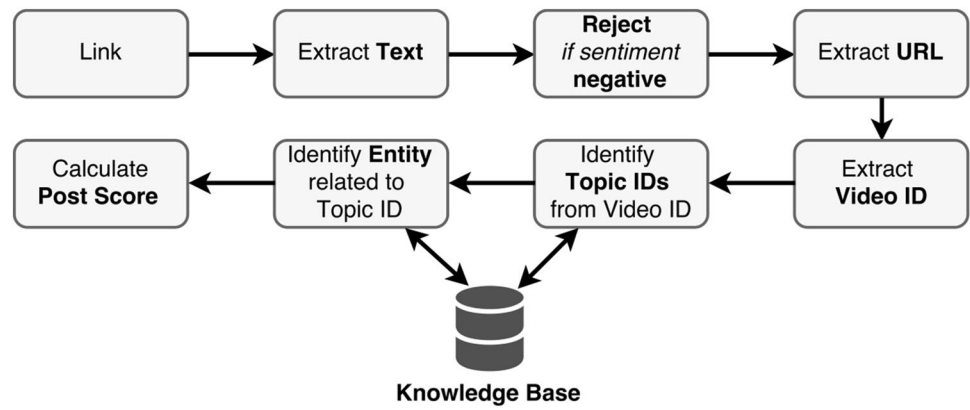 Link
Extract Text
Reject
if sentiment
negative
Extract URL
Extract
Video ID
Identify
Topic IDs
from Video ID
Identify Entity
related to
Topic ID
Calculate
Post Score
Knowledge Base